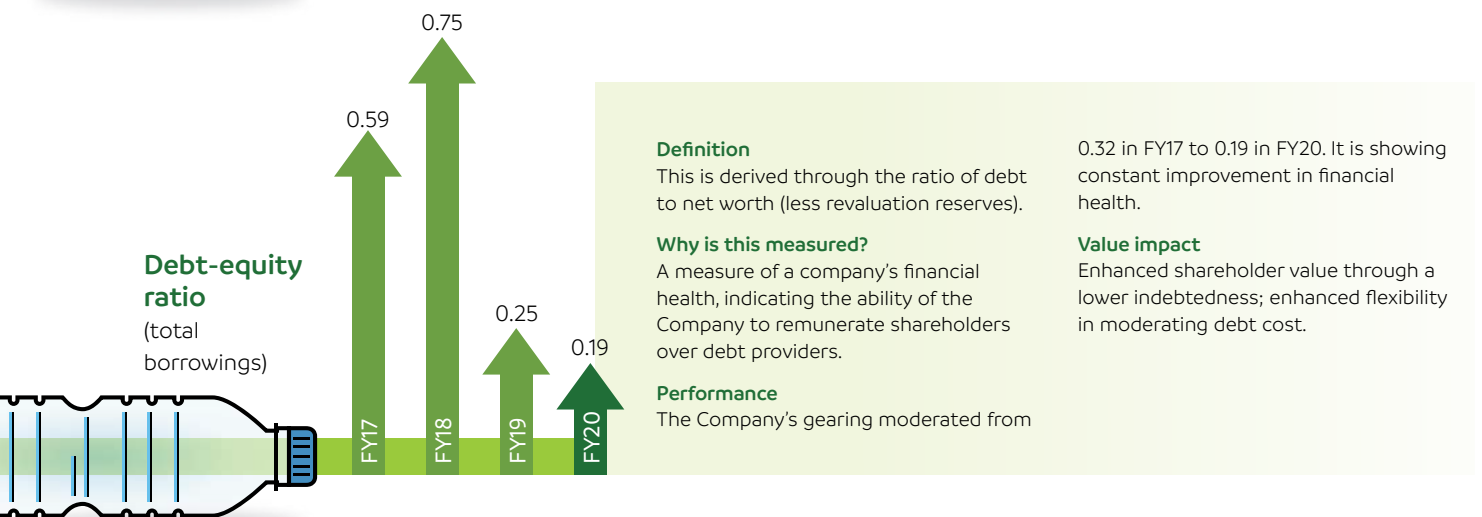 Debt-equity
ratio
(total
borrowings)
0.59
0.75
0.25
0.19
FY17
FY18
FY19
FY20
Definition
This is derived through the ratio of debt
to net worth (less revaluation reserves).
Why is this measured?
A measure of a company's financial
health, indicating the ability of the
Company to remunerate shareholders
over debt providers.
Performance
The Company's gearing moderated from
0.32 in FY17 to 0.19 in FY20. It is showing
constant improvement in financial
health.
Value impact
Enhanced shareholder value through a
lower indebtedness; enhanced flexibility
in moderating debt cost.